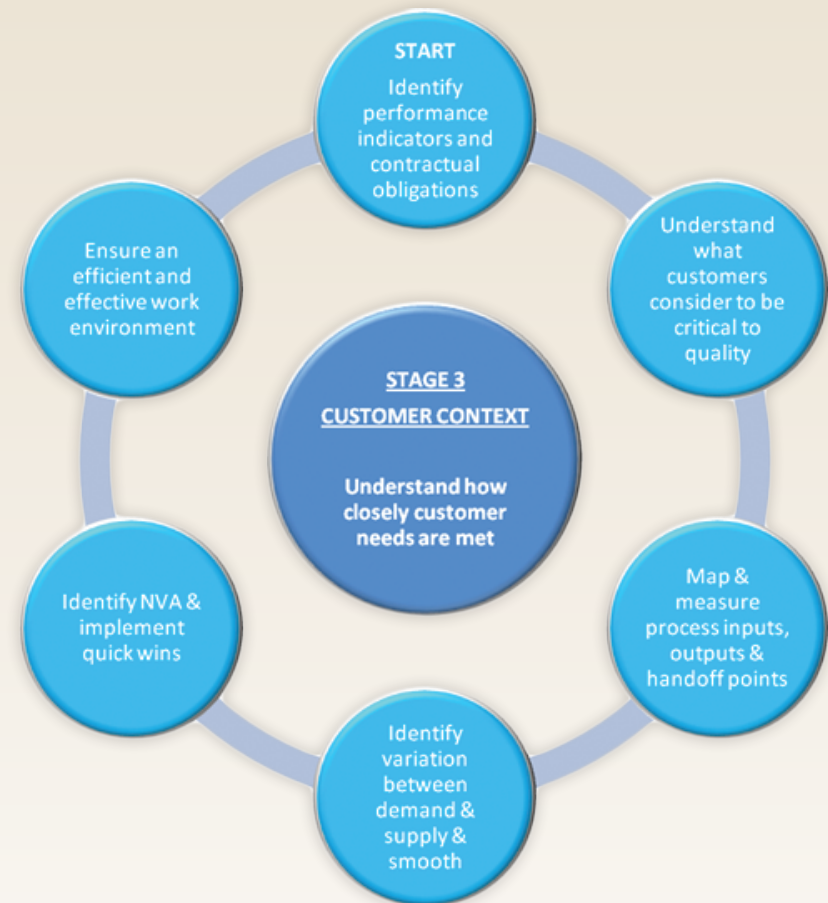 START
Identify
performance
indicators and
contractual
obligations
Understand
what
customers
consider to be
critical to
quality
Map &
measure
process inputs,
outputs &
handoff points
Identify
variation
between
demand &
supply &
smooth
Identify NVA &
implement
quick wins
Ensure an
efficient and
effective work
environment
STAGE 3
CUSTOMER CONTEXT
Understand how
closely customer
needs are met